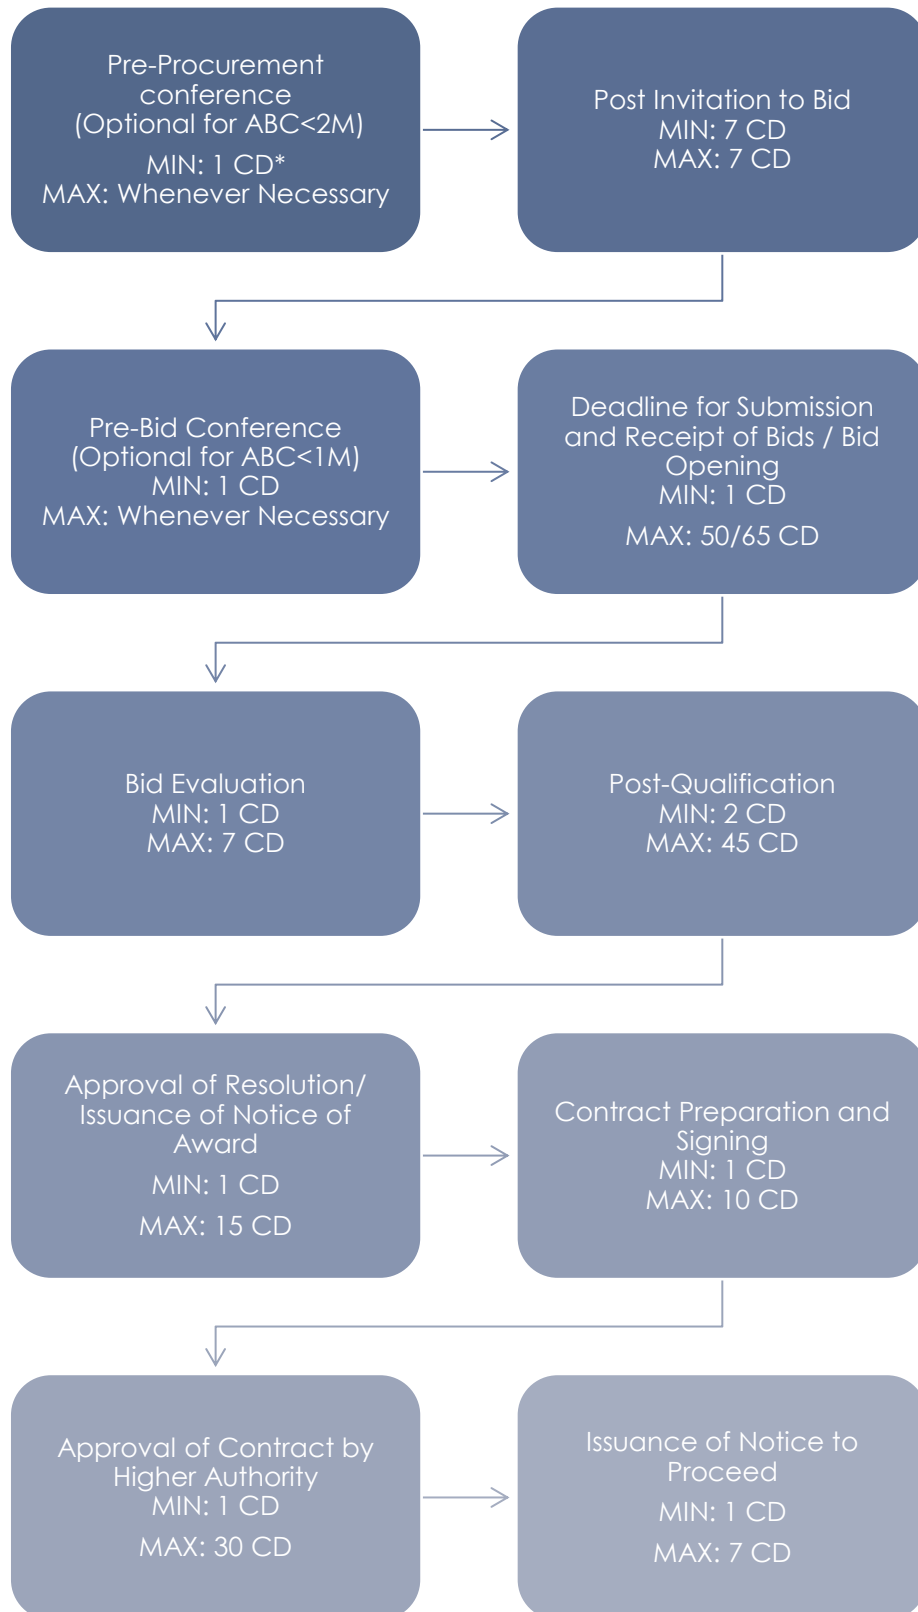 Pre-Procurement
conference
(Optional for ABC<2M)
MIN: 1 CD*
MAX: Whenever Necessary
Post Invitation to Bid
MIN: 7 CD
MAX: 7 CD
Pre-Bid Conference
(Optional for ABC<1M)
MIN: 1 CD
MAX: Whenever Necessary
Deadline for Submission
and Receipt of Bids / Bid
Opening
MIN: 1 CD
MAX: 50/65 CD
Bid Evaluation
MIN: 1 CD
MAX: 7 CD
Post-Qualification
MIN: 2 CD
MAX: 45 CD
Approval of Resolution/
Issuance of Notice of
Award
MIN: 1 CD
MAX: 15 CD
Contract Preparation and
Signing
MIN: 1 CD
MAX: 10 CD
Approval of Contract by
Higher Authority
MIN: 1 CD
MAX: 30 CD
Issuance of Notice to
Proceed
MIN: 1 CD
MAX: 7 CD